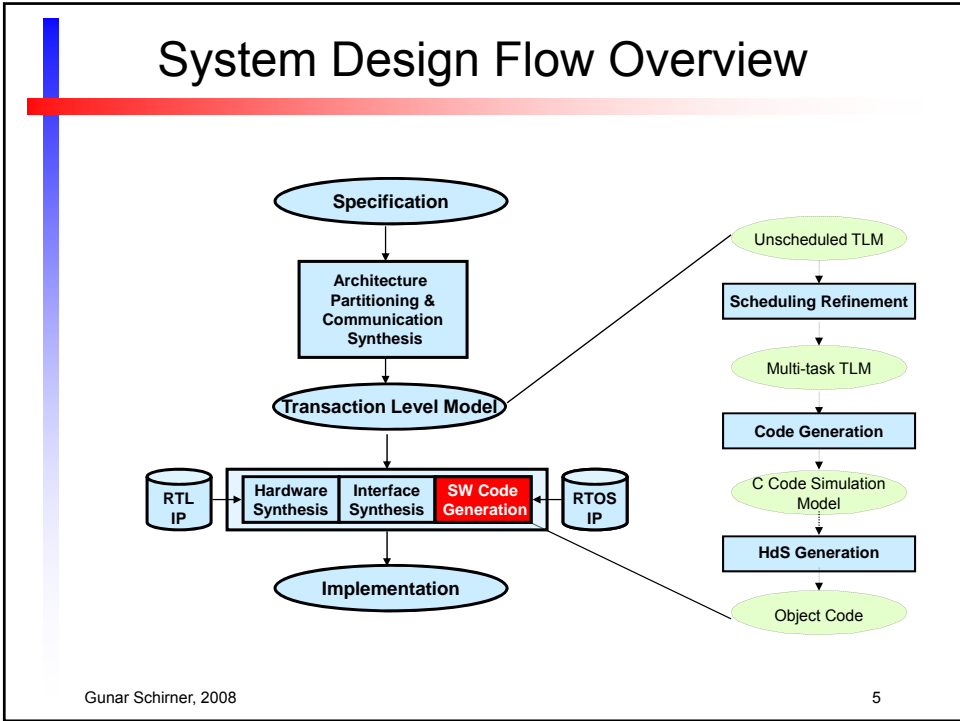 System Design Flow Overview
Specification
Architecture
Partitioning &
Communication
Synthesis
Transaction Level Model
RTL
IP
Hardware
Synthesis
Interface
Synthesis
SW Code
Generation
RTOS
IP
Implementation
Unscheduled TLM
Scheduling Refinement
Multi-task TLM
Code Generation
C Code Simulation
Model
HdS Generation
Object Code
Gunar Schirner, 2008
5